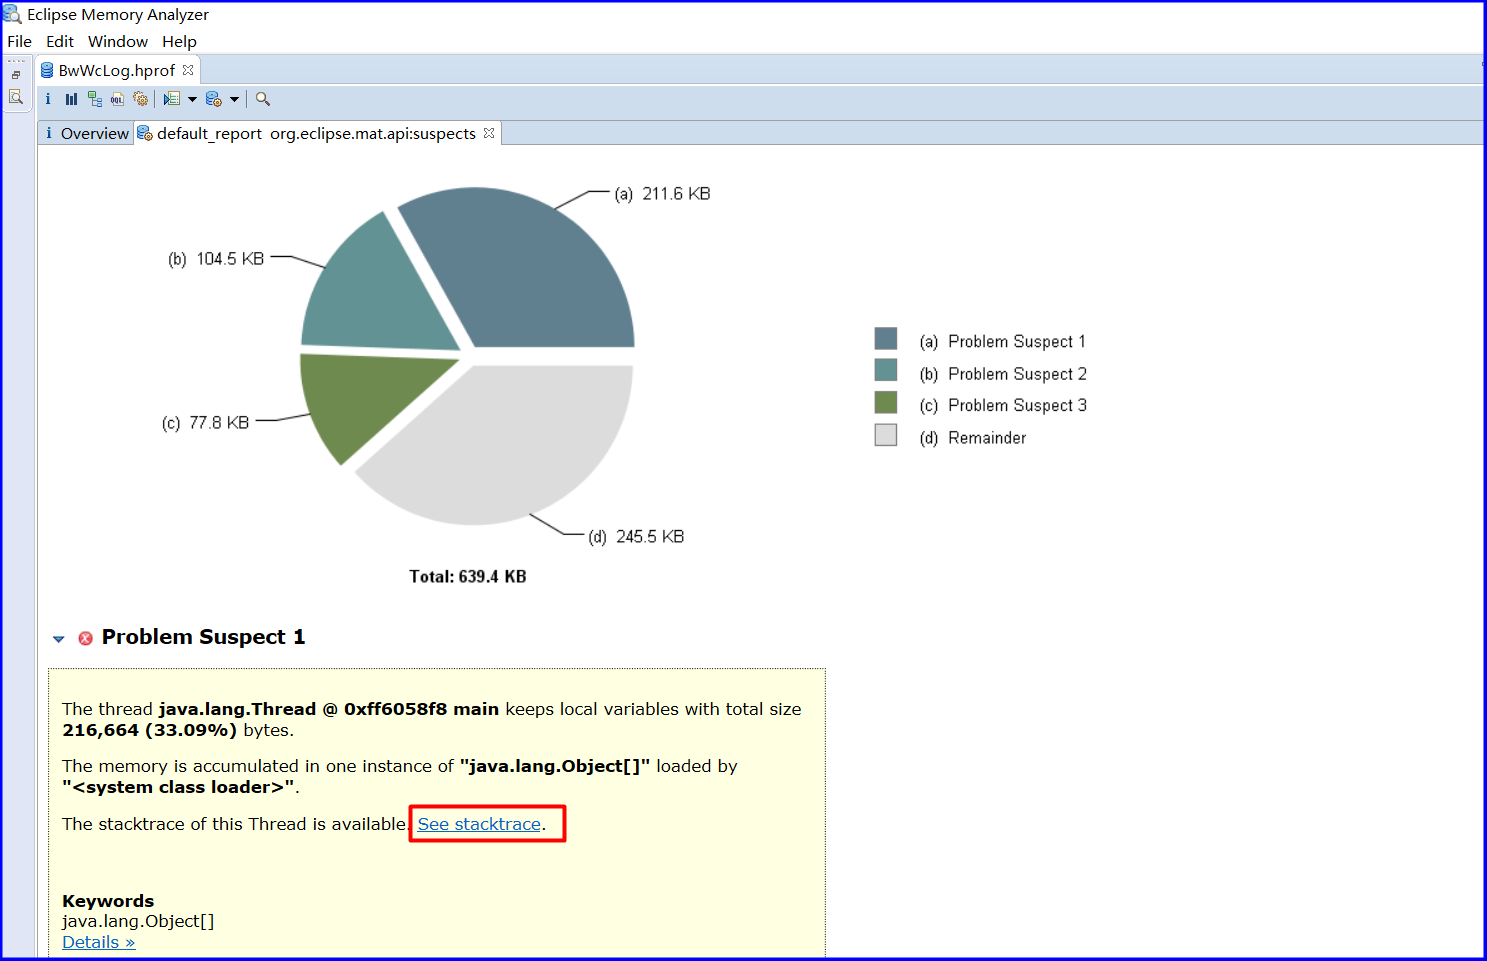 Eclipse Memory Analyzer
File Edit Window Help
BwWcLog.hprof
Overview default_report org.eclipse.mat.api:suspects
(a) 211.6 KB
(b) 104.5 KB
(c) 77.8 KB
(d) 245.5 KB
Total: 639.4 KB
(a) Problem Suspect 1
(b) Problem Suspect 2
(c) Problem Suspect 3
(d) Remainder
Problem Suspect 1
The thread java.lang.Thread @ 0xff6058f8 main keeps local variables with total size
216,664 (33.09%) bytes.
The memory is accumulated in one instance of "java.lang.Object[]" loaded by
"<system class loader>".
The stacktrace of this Thread is available. See stacktrace.
Keywords
java.lang.Object[]
Details »